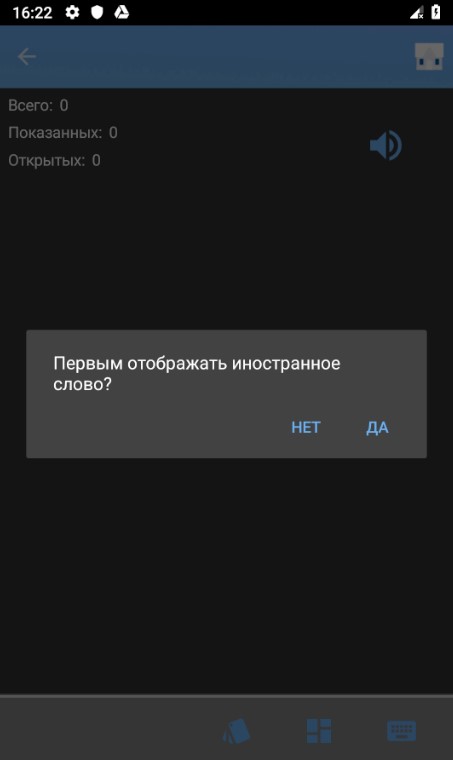 16:22
Всего: 0
Показанных: 0
Открытых: 0
Первым отображать иностранное
слово?
НЕТ ДА